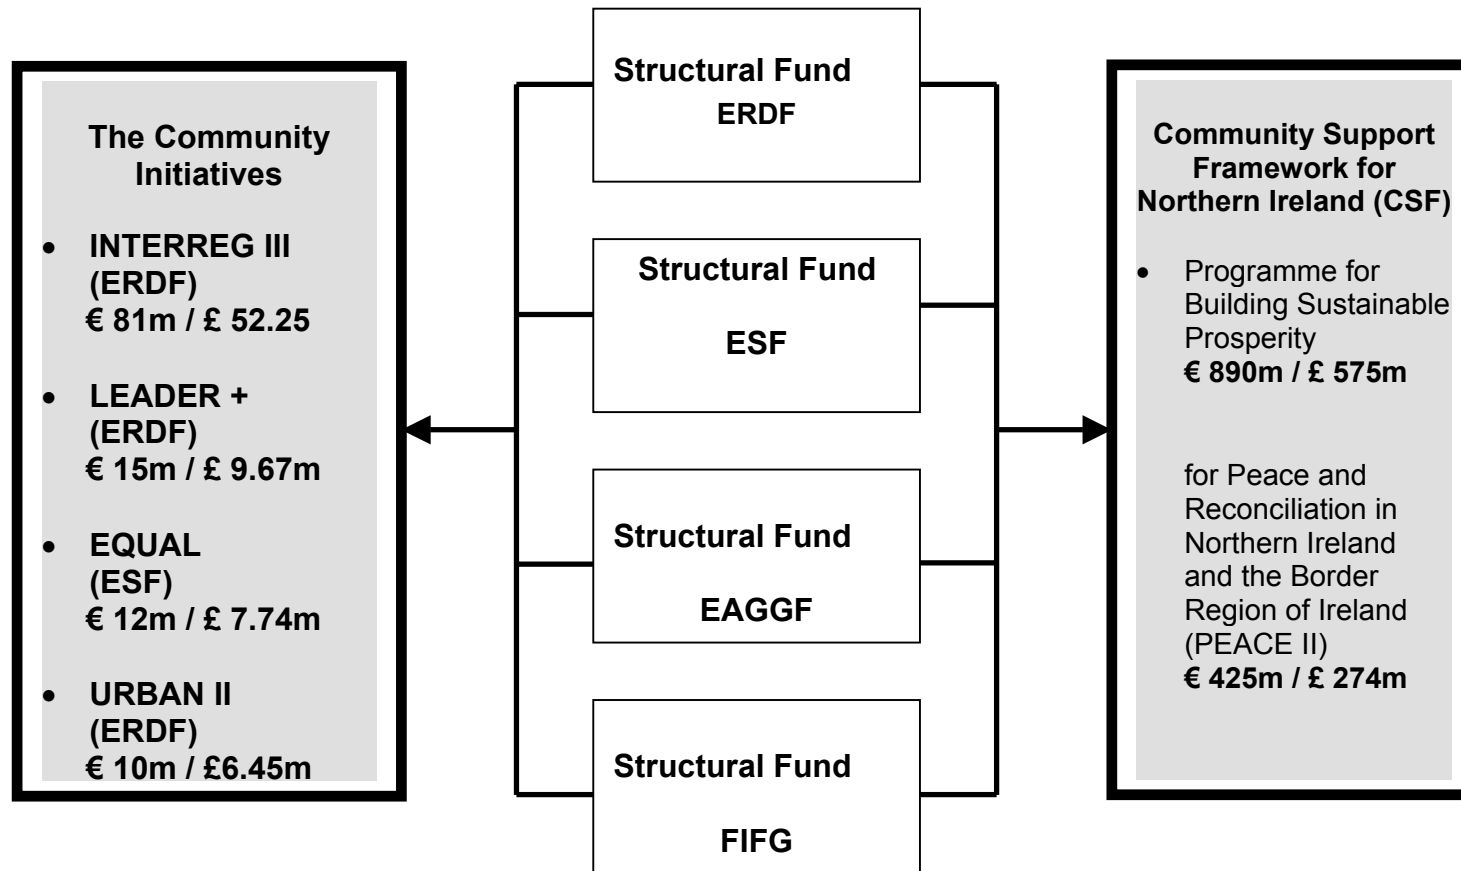 The Community
Initiatives
• INTERREG III
(ERDF)
€ 81m / £ 52.25
• LEADER +
(ERDF)
€ 15m / £ 9.67m
• EQUAL
(ESF)
€ 12m / £ 7.74m
• URBAN II
(ERDF)
€ 10m / £6.45m
Structural Fund
ERDF
Structural Fund
ESF
Structural Fund
EAGGF
Structural Fund
FIFG
Community Support
Framework for
Northern Ireland (CSF)
• Programme for
Building Sustainable
Prosperity
€ 890m / £ 575m
for Peace and
Reconciliation in
Northern Ireland
and the Border
Region of Ireland
(PEACE II)
€ 425m / £ 274m